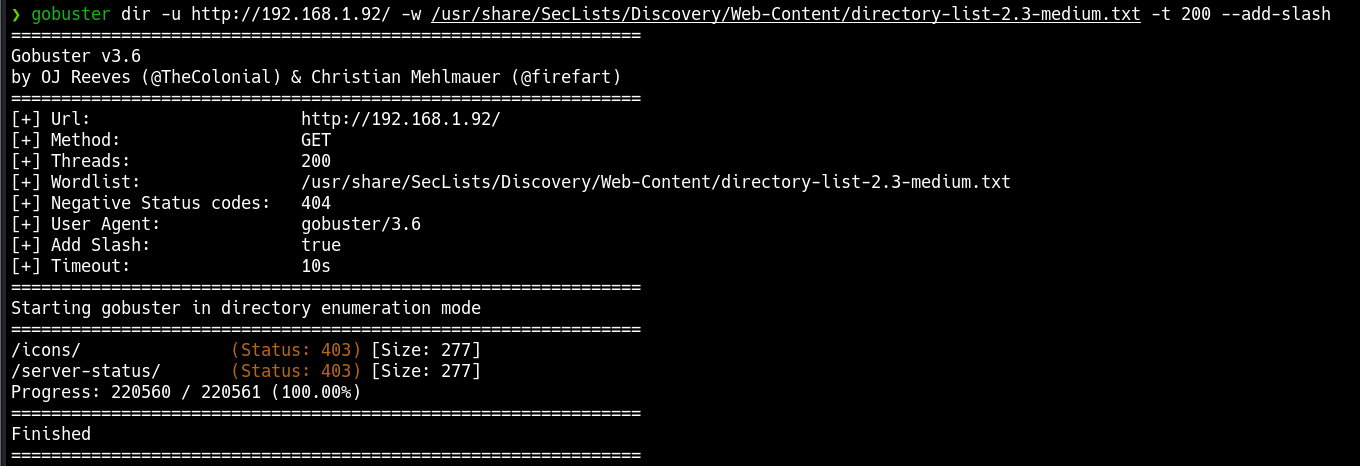 ❯ gobuster dir -u http://192.168.1.92/ -w /usr/share/SecLists/Discovery/Web-Content/directory-list-2.3-medium.txt -t 200 --add-slash
===============================================================
Gobuster v3.6
by OJ Reeves (@TheColonial) & Christian Mehlmauer (@firefart)
===============================================================
[+] Url:                     http://192.168.1.92/
[+] Method:                  GET
[+] Threads:                 200
[+] Wordlist:                /usr/share/SecLists/Discovery/Web-Content/directory-list-2.3-medium.txt
[+] Negative Status codes:   404
[+] User Agent:              gobuster/3.6
[+] Add Slash:               true
[+] Timeout:                 10s
===============================================================
Starting gobuster in directory enumeration mode
===============================================================
/icons/               (Status: 403) [Size: 277]
/server-status/       (Status: 403) [Size: 277]
Progress: 220560 / 220561 (100.00%)
===============================================================
Finished
===============================================================